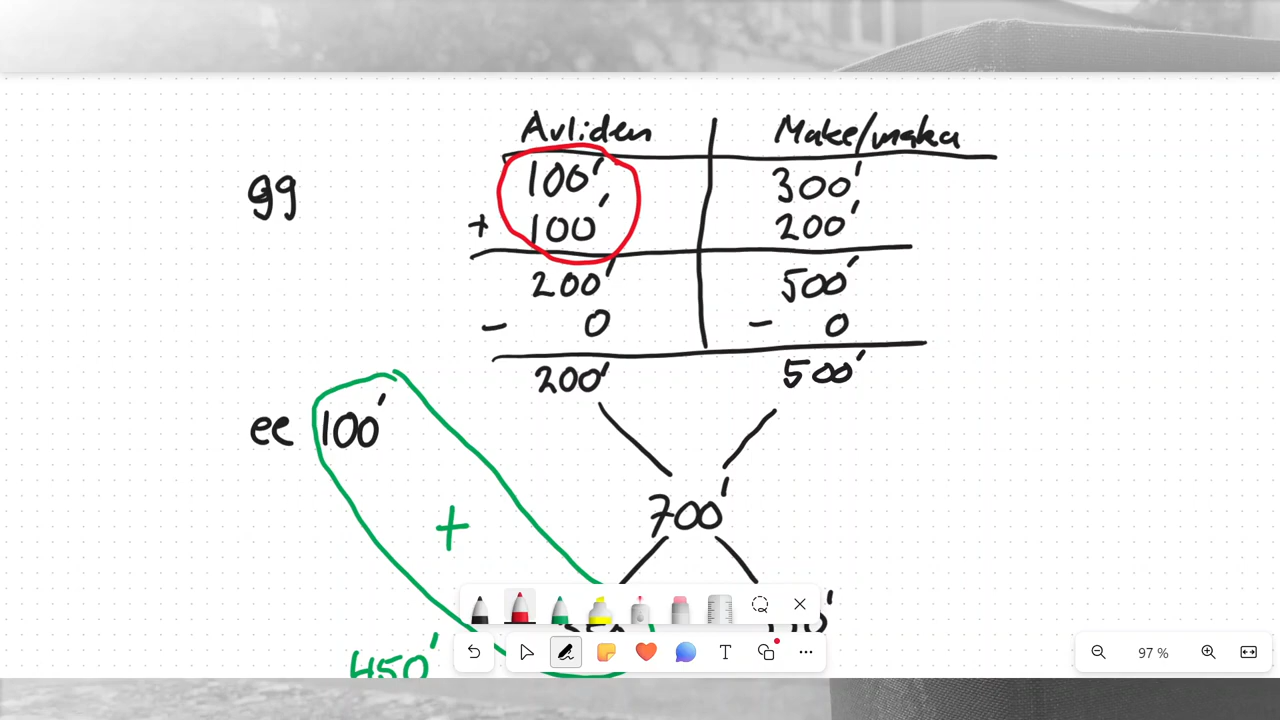 Avliden Make/maka
gg 100' 300'
+ 100' 200'
200' 500'
- 0 - 0
200' 500'
ee 100'
700'
+
450'
97 %